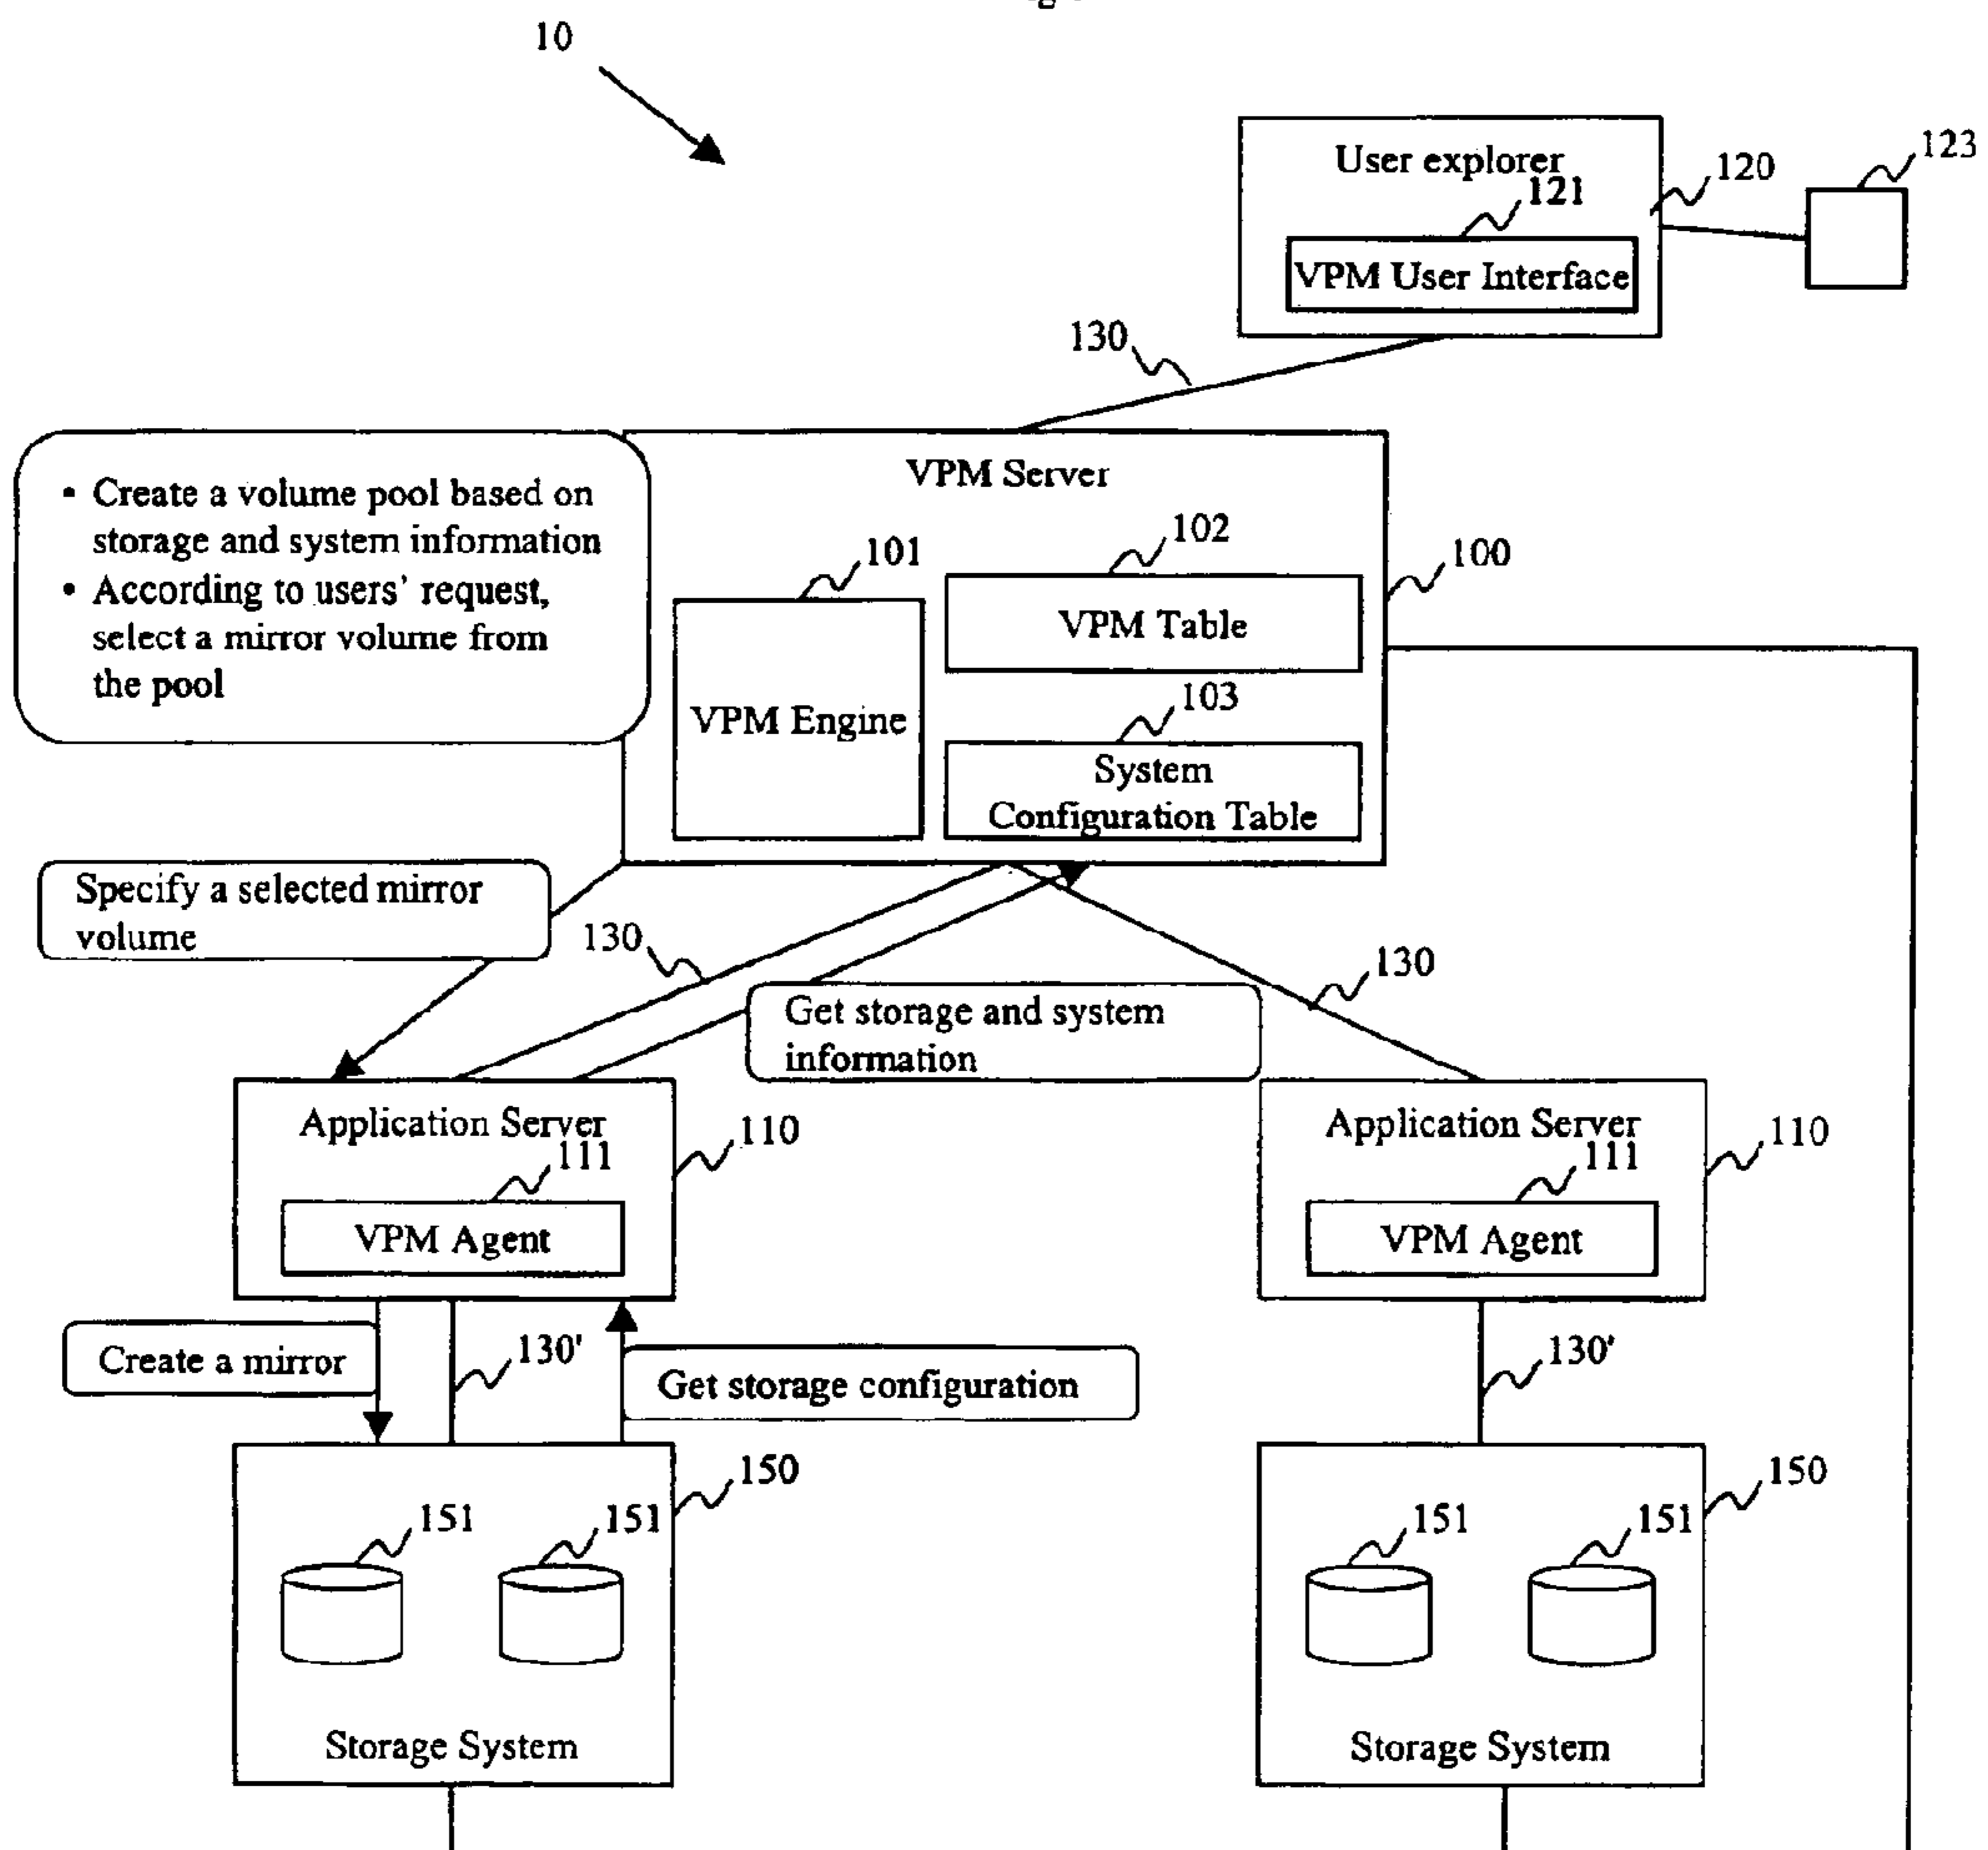 10
123
User explorer
120
121
VPM User Interface
130
VPM Server
• Create a volume pool based on
storage and system information
• According to users' request,
select a mirror volume from
the pool
102
101
100
VPM Table
103
VPM Engine
System
Configuration Table
Specify a selected mirror
volume
130
130
Get storage and system
information
Application Server
110
111
VPM Agent
Application Server
110
111
VPM Agent
Create a mirror
130'
Get storage configuration
130'
150
151
151
Storage System
150
151
151
Storage System